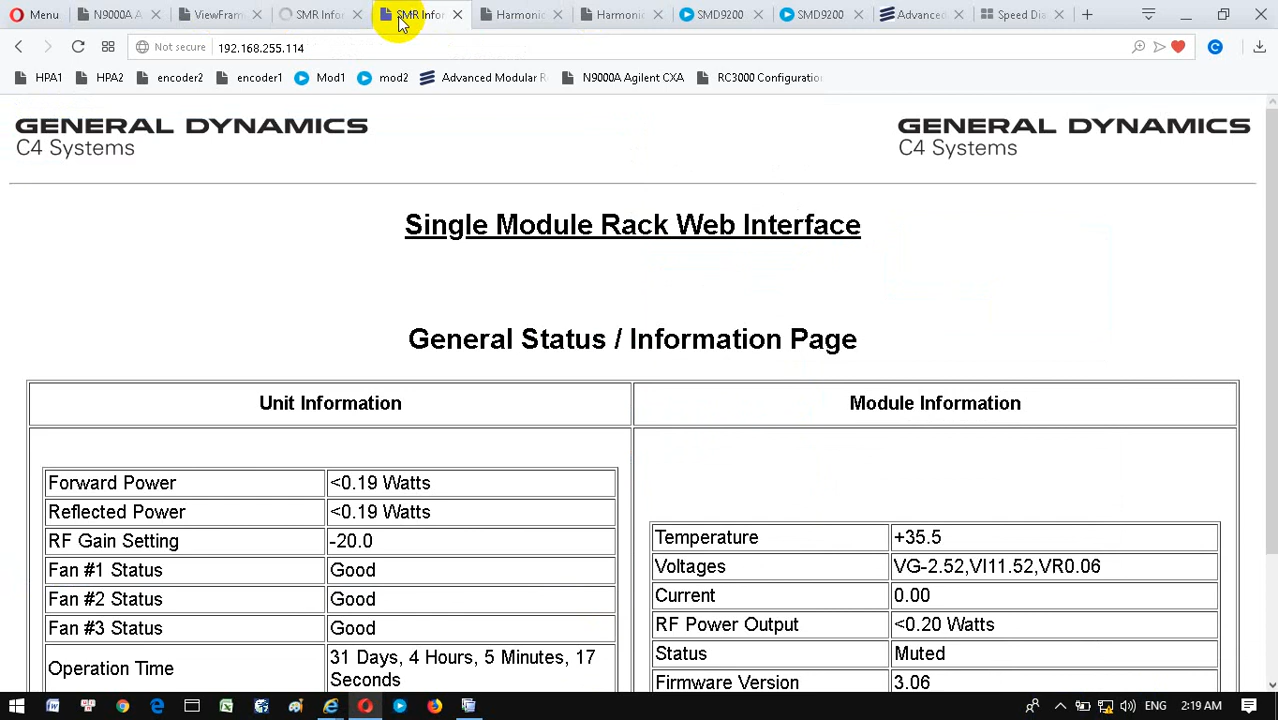 Menu N9000A A ViewFram SMR Infor SMR Infor Harmonic Harmonic SMD9200 SMD9200 Advanced Speed Dia
Not secure 192.168.255.114
HPA1 HPA2 encoder2 encoder1 Mod1 mod2 Advanced Modular R N9000A Agilent CXA RC3000 Configuration
GENERAL DYNAMICS GENERAL DYNAMICS
C4 Systems C4 Systems
Single Module Rack Web Interface
General Status / Information Page
Unit Information Module Information
Forward Power <0.19 Watts
Reflected Power <0.19 Watts
RF Gain Setting -20.0
Temperature +35.5
Fan #1 Status Good
Voltages VG-2.52,VI11.52,VR0.06
Fan #2 Status Good
Current 0.00
Fan #3 Status Good
RF Power Output <0.20 Watts
Operation Time 31 Days, 4 Hours, 5 Minutes, 17
Seconds
Status Muted
Firmware Version 3.06
ENG 2:19 AM